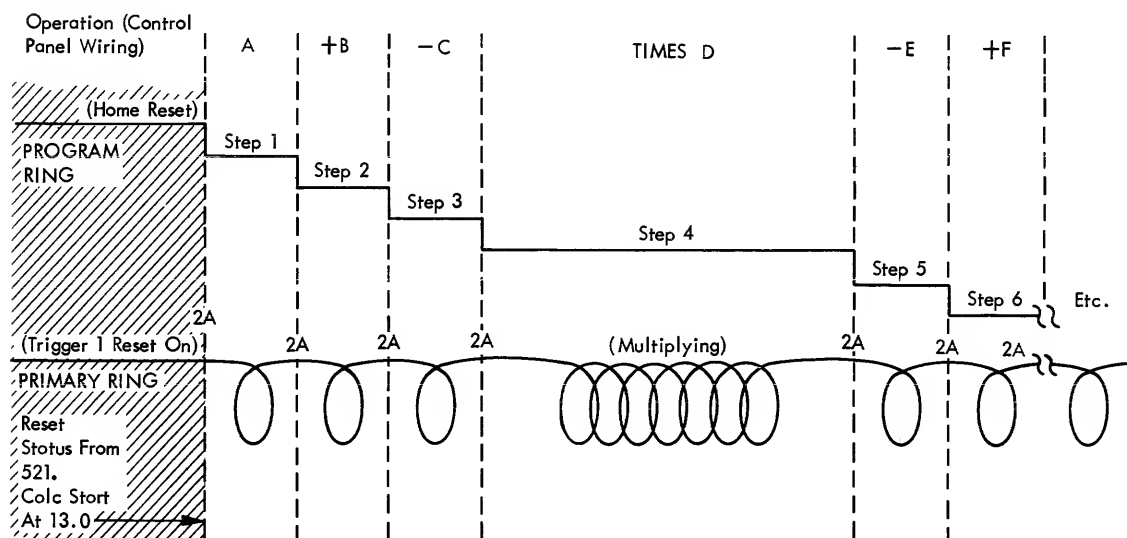 Operation (Control
Panel Wiring)
A
+B
−C
TIMES D
−E
+F
(Home Reset)
PROGRAM
RING
Step 1
Step 2
Step 3
Step 4
Step 5
Step 6
Etc.
2A
(Trigger 1 Reset On)
2A
2A
2A
(Multiplying)
2A
2A
2A
PRIMARY RING
Reset
Stotus From
521.
Colc Stort
At 13.0